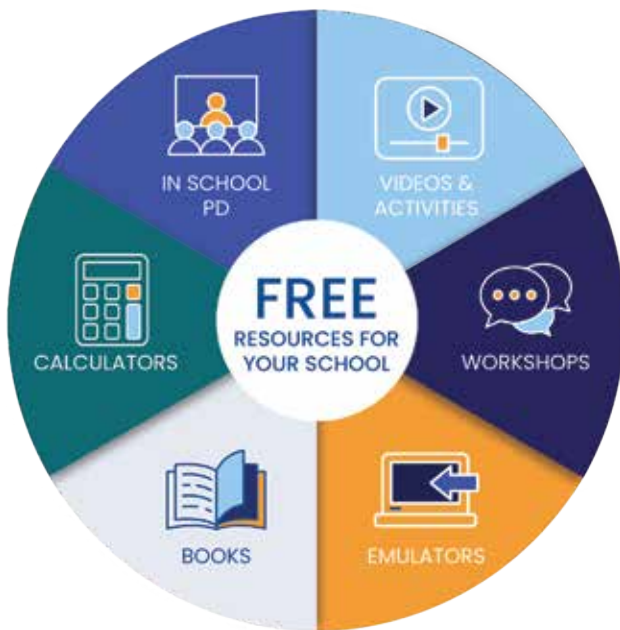 IN SCHOOL
PD
VIDEOS &
ACTIVITIES
CALCULATORS
FREE
RESOURCES FOR
YOUR SCHOOL
WORKSHOPS
BOOKS
EMULATORS